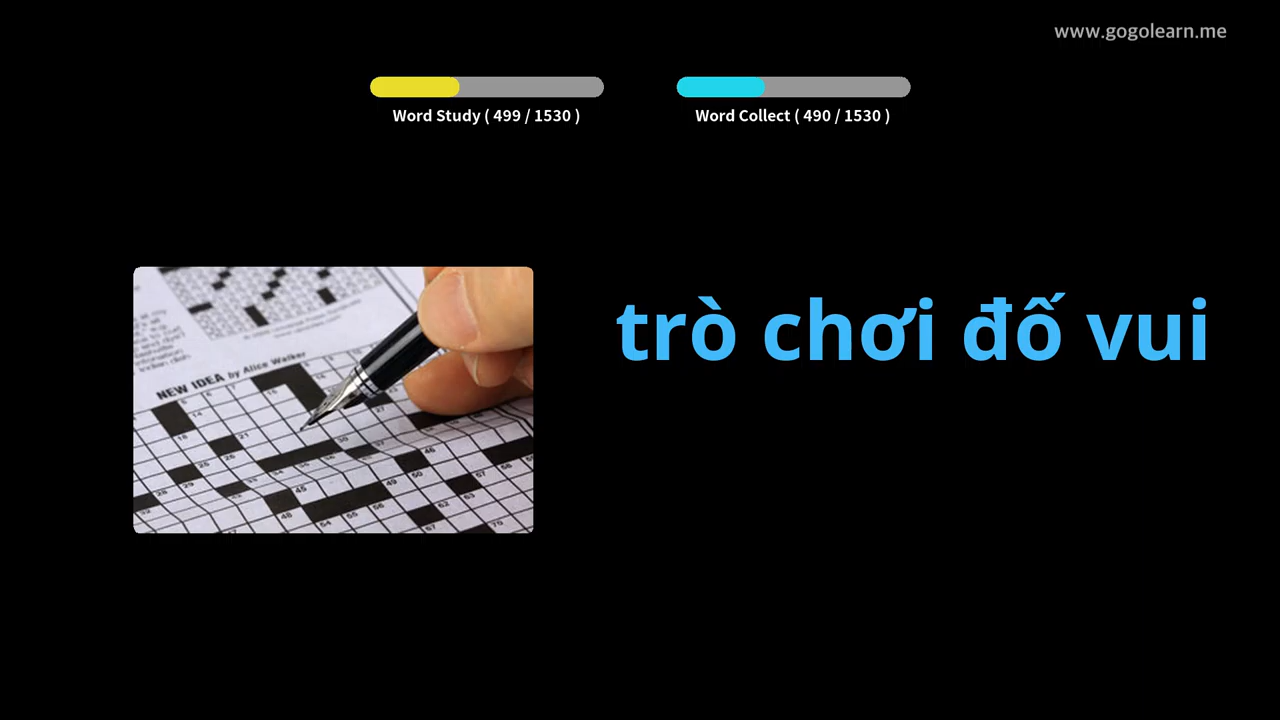 www.gogolearn.me
Word Study ( 499 / 1530 )
Word Collect ( 490 / 1530 )
trò chơi đố vui
NEW IDEA by Alice Walker